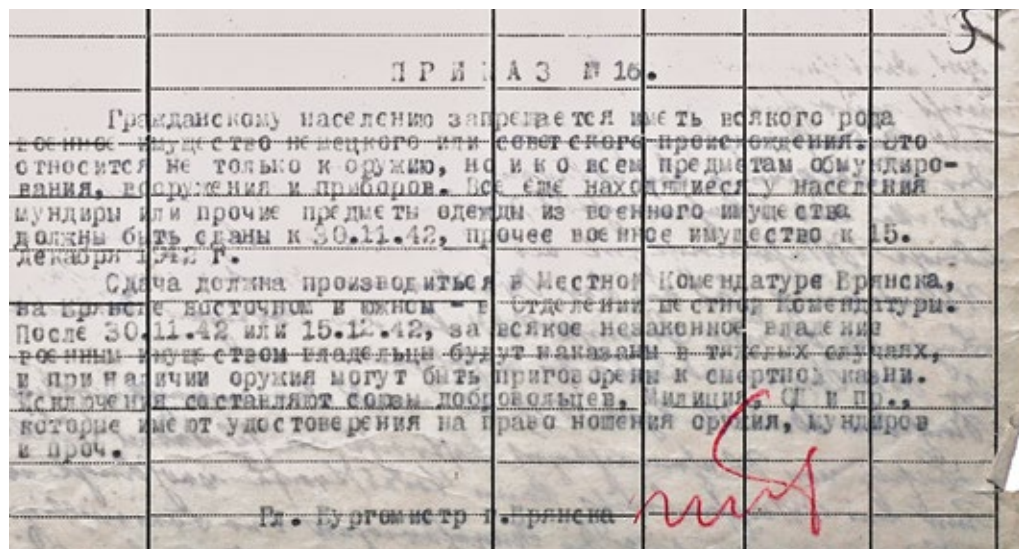 5
ПРИКАЗ № 16.
Гражданскому населению запрещается иметь всякого рода
военное имущество немецкого или советского происхождения. Это
относится не только к оружию, но и ко всем предметам обмундиро-
вания, вооружения и приборов. Все еще находящиеся у населения
мундиры или прочие предметы одежды из военного имущества
должны быть сданы к 30.11.42, прочее военное имущество к 15.
декабря 1942 г.
Сдача должна производиться в Местной Комендатуре Брянска,
на Брянске восточном и южном - в Отделении местной Комендатуры.
После 30.11.42 или 15.12.42, за всякое незаконное владение
военным имуществом владельцы будут наказаны в тяжелых случаях,
и при наличии оружия могут быть приговорены к смертной казни.
Исключения составляют союзы добровольцев, Милиция, СД и пр.,
которые имеют удостоверения на право ношения оружия, мундиров
и проч.
Гл. Бургомистр г.Брянска